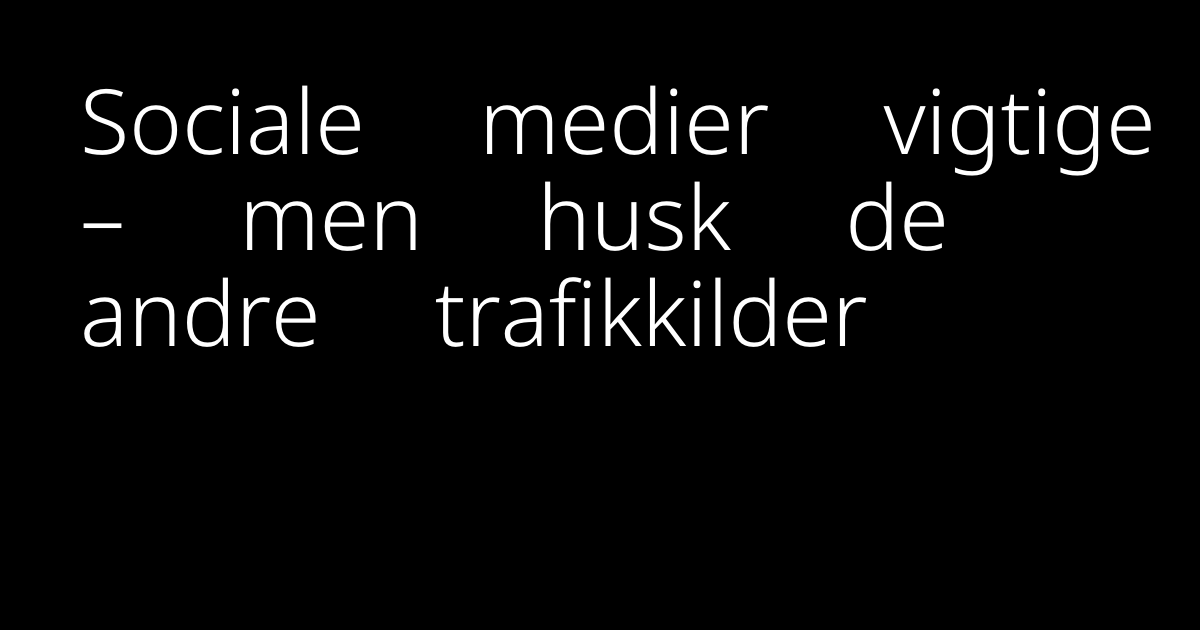 Sociale medier vigtige
– men husk de
andre trafikkilder